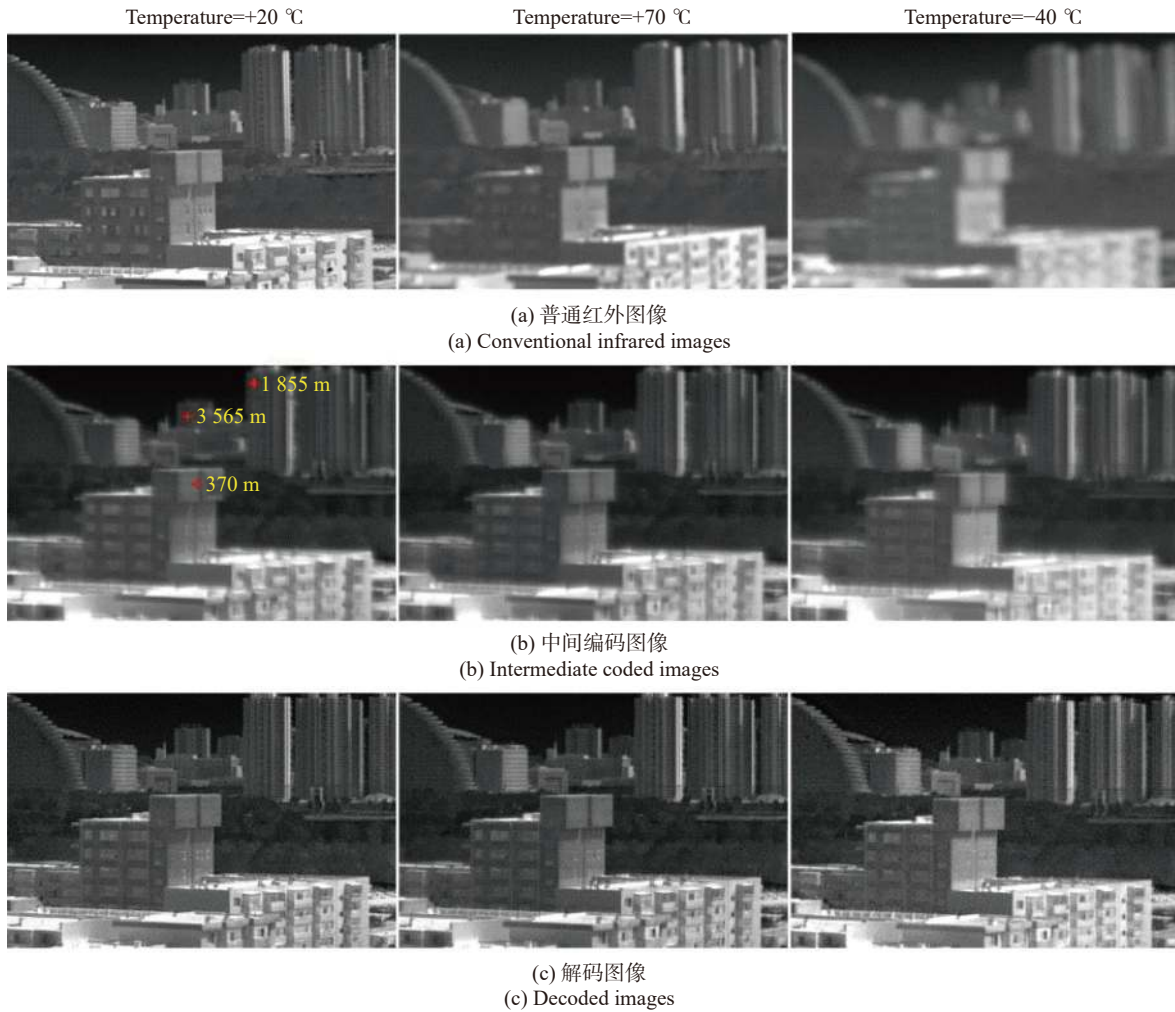 Temperature=+20 ℃
Temperature=+70 ℃
Temperature=−40 ℃
(a) 普通红外图像
(a) Conventional infrared images
1 855 m
3 565 m
370 m
(b) 中间编码图像
(b) Intermediate coded images
(c) 解码图像
(c) Decoded images